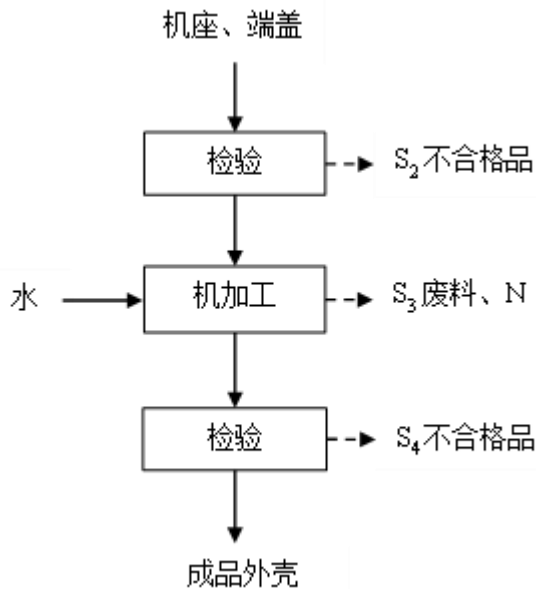 机座、端盖
检验
S₂不合格品
水
机加工
S₃废料、N
检验
S₄不合格品
成品外壳